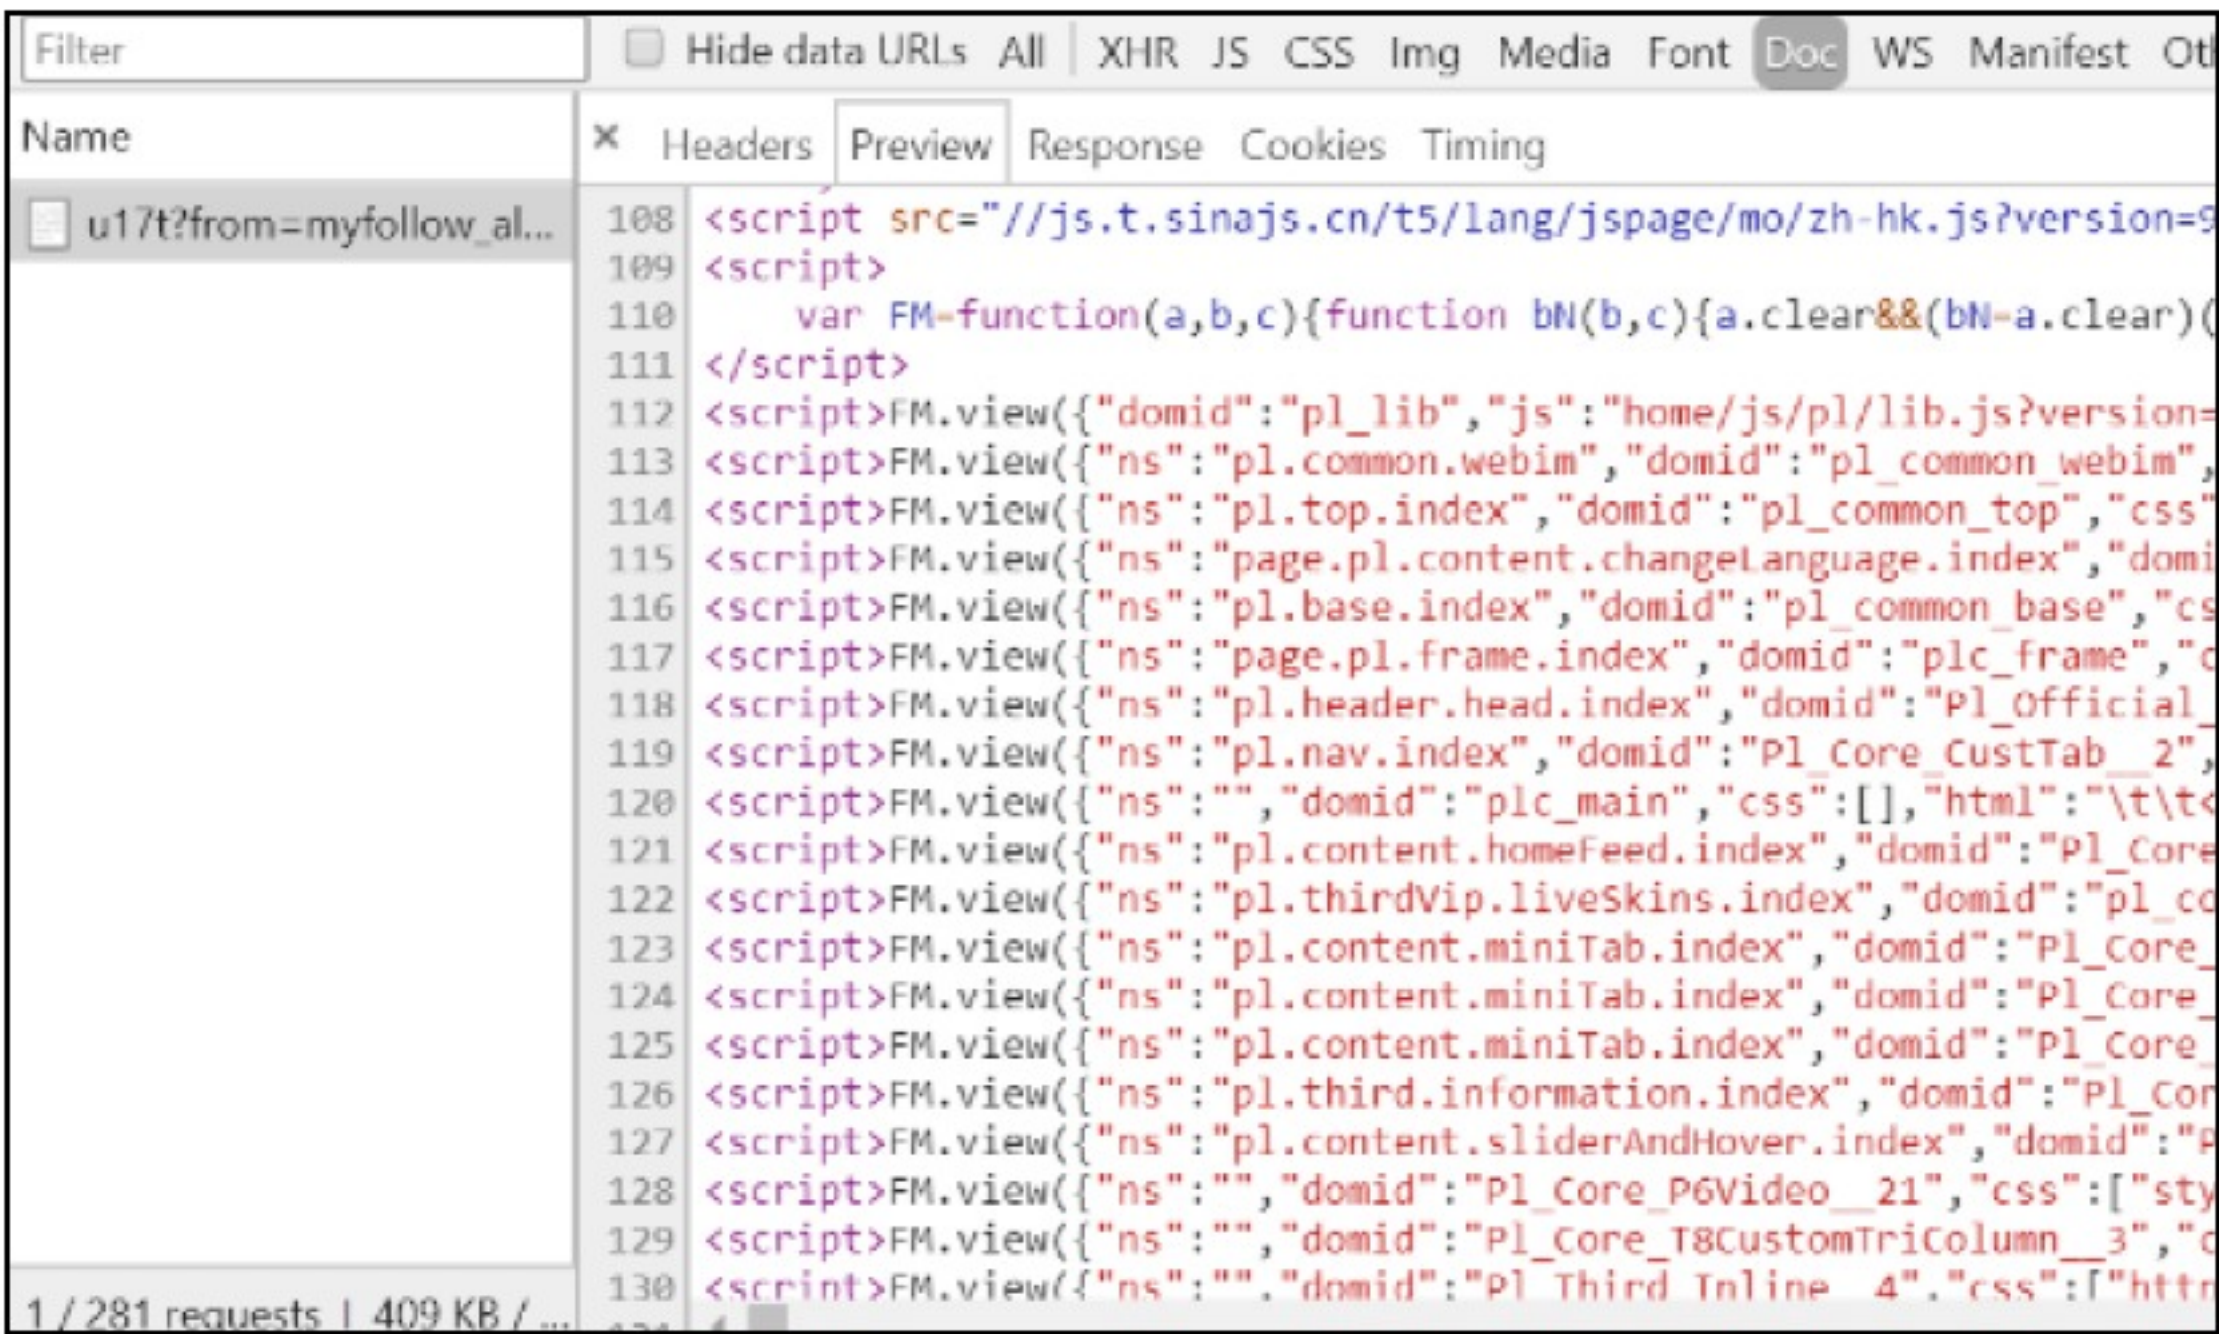 Filter
Hide data URLs All XHR JS CSS Img Media Font Doc WS Manifest Oth
Name
× Headers Preview Response Cookies Timing
u17t?from=myfollow_al...
108 <script src="//js.t.sinajs.cn/t5/lang/jspage/mo/zh-hk.js?version=9
109 <script>
110 var FM=function(a,b,c){function bN(b,c){a.clear&&(bN=a.clear)(
111 </script>
112 <script>FM.view({"domid":"pl_lib","js":"home/js/pl/lib.js?version=
113 <script>FM.view({"ns":"pl.common.webim","domid":"pl_common_webim",
114 <script>FM.view({"ns":"pl.top.index","domid":"pl_common_top","css"
115 <script>FM.view({"ns":"page.pl.content.changeLanguage.index","domi
116 <script>FM.view({"ns":"pl.base.index","domid":"pl_common_base","cs
117 <script>FM.view({"ns":"page.pl.frame.index","domid":"plc_frame","c
118 <script>FM.view({"ns":"pl.header.head.index","domid":"Pl_Official_
119 <script>FM.view({"ns":"pl.nav.index","domid":"Pl_Core_CustTab__2",
120 <script>FM.view({"ns":"","domid":"plc_main","css":[],"html":"\t\t<
121 <script>FM.view({"ns":"pl.content.homeFeed.index","domid":"Pl_Core
122 <script>FM.view({"ns":"pl.thirdVip.liveSkins.index","domid":"pl_co
123 <script>FM.view({"ns":"pl.content.miniTab.index","domid":"Pl_Core_
124 <script>FM.view({"ns":"pl.content.miniTab.index","domid":"Pl_Core_
125 <script>FM.view({"ns":"pl.content.miniTab.index","domid":"Pl_Core_
126 <script>FM.view({"ns":"pl.third.information.index","domid":"Pl_Cor
127 <script>FM.view({"ns":"pl.content.sliderAndHover.index","domid":"P
128 <script>FM.view({"ns":"","domid":"Pl_Core_P6Video__21","css":["sty
129 <script>FM.view({"ns":"","domid":"Pl_Core_T8CustomTriColumn__3","c
130 <script>FM.view({"ns":"","domid":"Pl_Third_Inline__4","css":["http
1 / 281 requests | 409 KB / ...